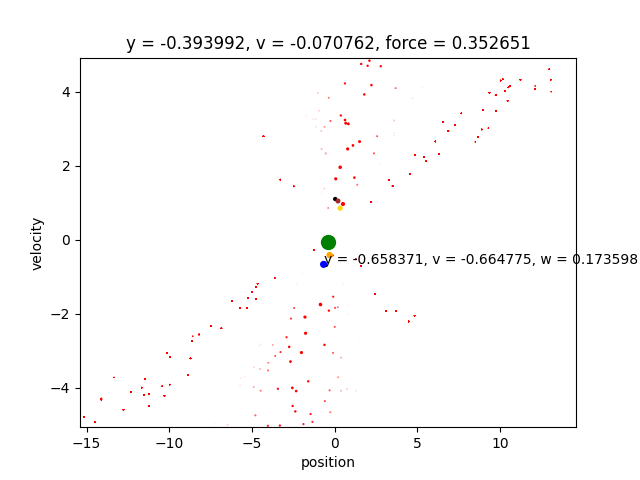 y = -0.393992, v = -0.070762, force = 0.352651
4
2
0
−2
−4
velocity
y = -0.658371, v = -0.664775, w = 0.173598
−15
−10
−5
0
5
10
position